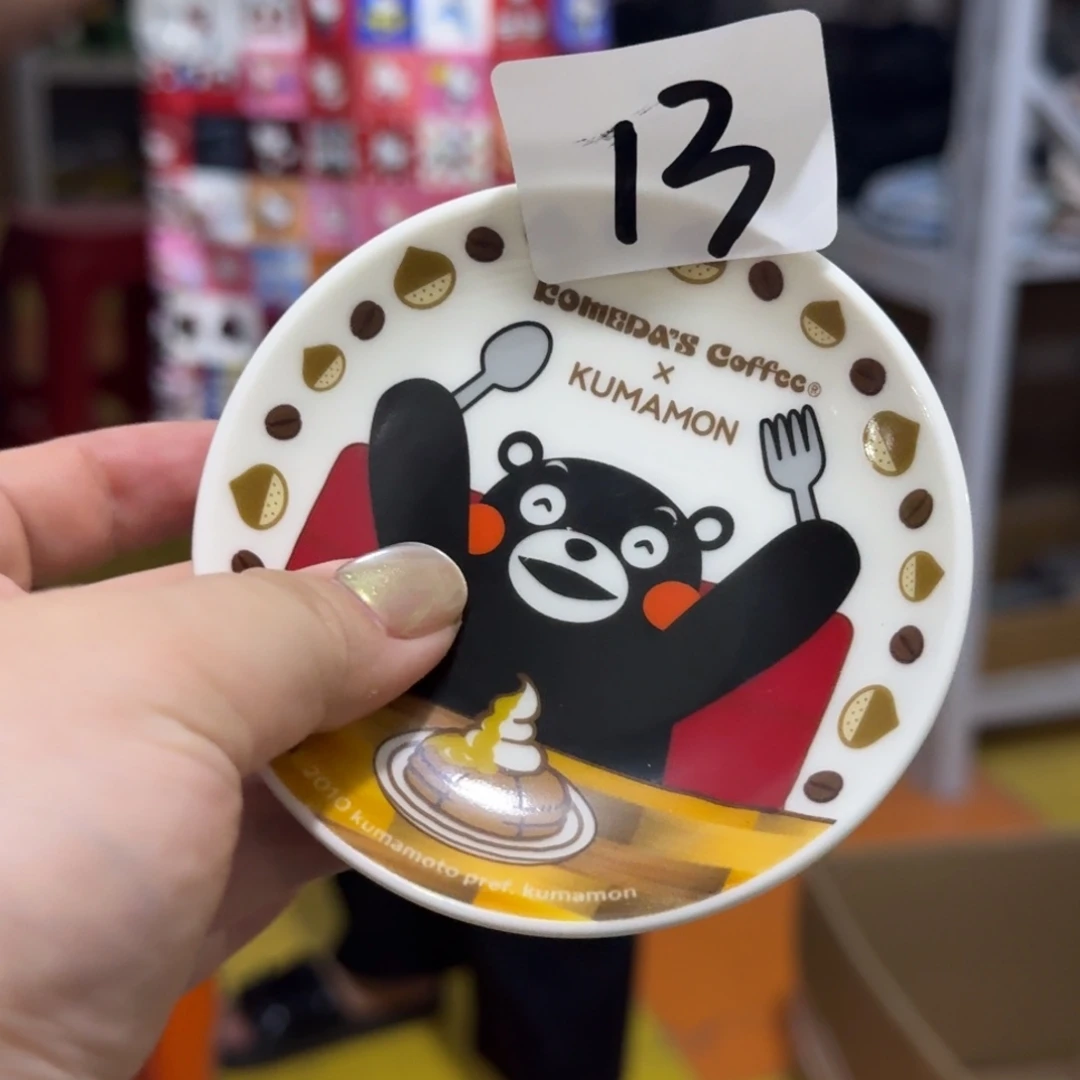 13
KOMEDA'S Coffee®
×
KUMAMON
©2010 kumamoto pref. kumamon